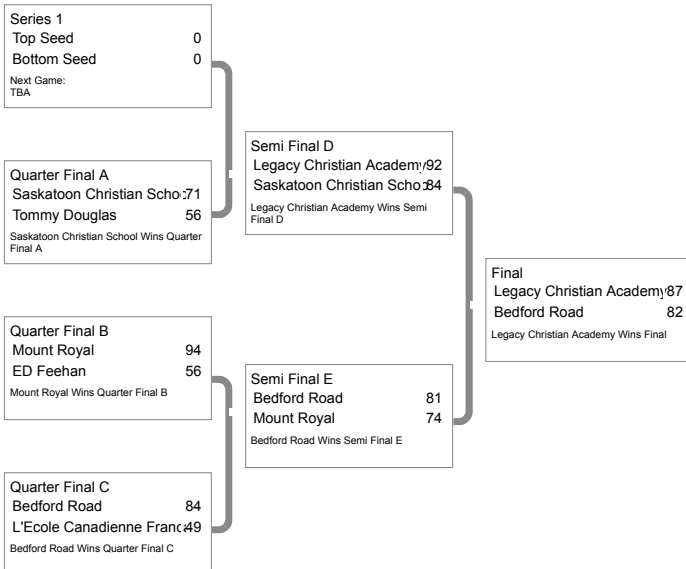 Series 1
Top Seed 0
Bottom Seed 0
Next Game:
TBA
Quarter Final A
Saskatoon Christian Schoo 71
Tommy Douglas 56
Saskatoon Christian School Wins Quarter
Final A
Quarter Final B
Mount Royal 94
ED Feehan 56
Mount Royal Wins Quarter Final B
Quarter Final C
Bedford Road 84
L'Ecole Canadienne Franc 49
Bedford Road Wins Quarter Final C
Semi Final D
Legacy Christian Academy 92
Saskatoon Christian Schoo 84
Legacy Christian Academy Wins Semi
Final D
Semi Final E
Bedford Road 81
Mount Royal 74
Bedford Road Wins Semi Final E
Final
Legacy Christian Academy 87
Bedford Road 82
Legacy Christian Academy Wins Final